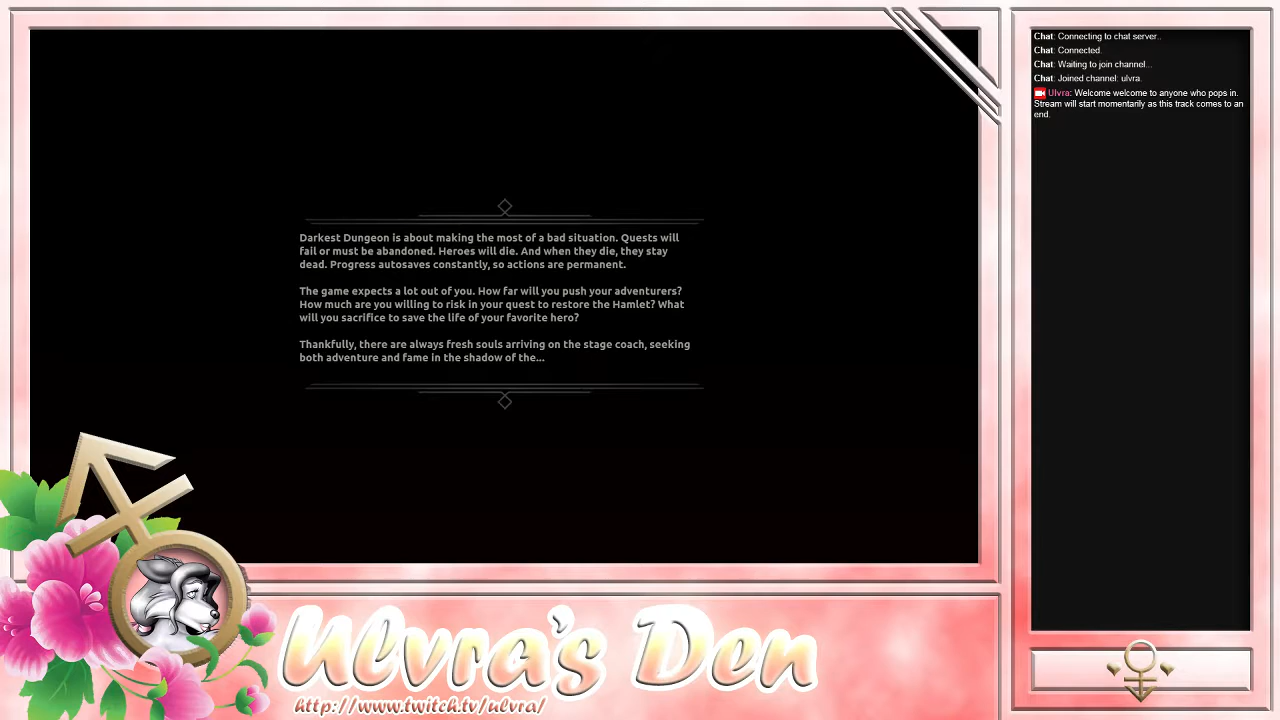 Darkest Dungeon is about making the most of a bad situation. Quests will
fail or must be abandoned. Heroes will die. And when they die, they stay
dead. Progress autosaves constantly, so actions are permanent.
The game expects a lot out of you. How far will you push your adventurers?
How much are you willing to risk in your quest to restore the Hamlet? What
will you sacrifice to save the life of your favorite hero?
Thankfully, there are always fresh souls arriving on the stage coach, seeking
both adventure and fame in the shadow of the...
Chat: Connecting to chat server..
Chat: Connected.
Chat: Waiting to join channel...
Chat: Joined channel: ulvra.
Ulvra: Welcome welcome to anyone who pops in.
Stream will start momentarily as this track comes to an
end.
Ulvra's Den
http://www.twitch.tv/ulvra/